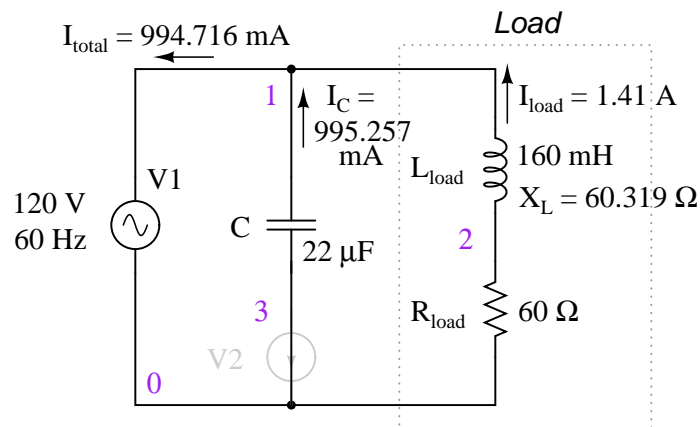 Load
I_total = 994.716 mA
1
I_C =
995.257
mA
I_load = 1.41 A
V1
120 V
60 Hz
C
22 μF
L_load
160 mH
X_L = 60.319 Ω
2
3
V2
R_load
60 Ω
0